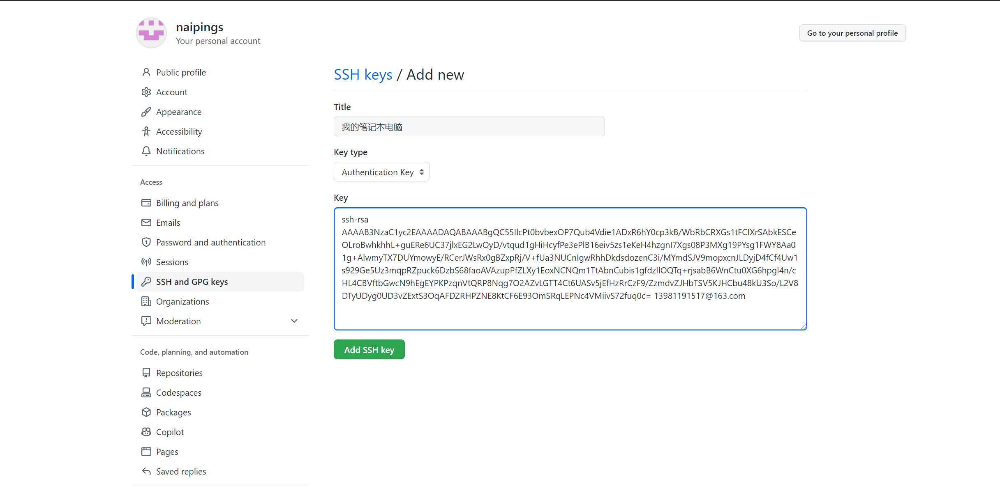 naipings
Your personal account
Go to your personal profile
Public profile
Account
Appearance
Accessibility
Notifications
Access
Billing and plans
Emails
Password and authentication
Sessions
SSH and GPG keys
Organizations
Moderation
Code, planning, and automation
Repositories
Codespaces
Packages
Copilot
Pages
Saved replies
SSH keys / Add new
Title
我的笔记本电脑
Key type
Authentication Key
Key
ssh-rsa
AAAAB3NzaC1yc2EAAAADAQABAAABgQC55IlcPt0bvbexOP7Qub4Vdie1ADxR6hY0cp3kB/WbRbCRXGs1tFCIXrSAbkESCe
OLroBwhkhhL+guERe6UC37jlxEG2LwOyD/vtqud1gHiHcyfPe3ePlB16eiv5zs1eKeH4hzgnI7Xgs08P3MXg19PYsg1FWY8Aa0
1g+AlwmyTX7DUYmowyE/RCerJWsRx0gBZxpRj/V+fUa3NUCnIgwRhhDkdsdozenC3i/MYmdSJV9mopxcnJLDyjD4fCf4Uw1
s929Ge5Uz3mqpRZpuck6DzbS68faoAVAzupPfZLXy1EoxNCNQm1TtAbnCubis1gfdzIlOQTq+rjsabB6WnCtu0XG6hpgI4n/c
HL4CBVftbGwcN9hEgEYPKPzqnVtQRP8Nqg7O2AZvLGTT4Ct6UASv5jEfHzRrCzF9/ZzmdvZJHbTSV5KJHCbu48kU3So/L2V8
DTyUDyg0UD3vZExtS3OqAFDZRHPZNE8KtCF6E93OmSRqLEPNc4VMiivS72fuq0c= 13981191517@163.com
Add SSH key